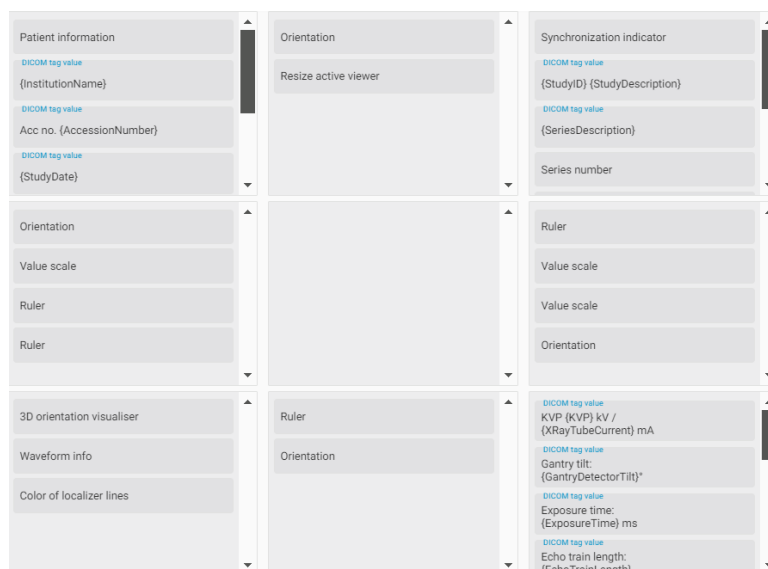 Patient information
DICOM tag value
{InstitutionName}
DICOM tag value
Acc no. {AccessionNumber}
DICOM tag value
{StudyDate}
Orientation
Resize active viewer
Synchronization indicator
DICOM tag value
{StudyID} {StudyDescription}
DICOM tag value
{SeriesDescription}
Series number
Orientation
Value scale
Ruler
Ruler
Ruler
Value scale
Value scale
Orientation
3D orientation visualiser
Waveform info
Color of localizer lines
Ruler
Orientation
DICOM tag value
KVP {KVP} kV /
{XRayTubeCurrent} mA
DICOM tag value
Gantry tilt:
{GantryDetectorTilt}°
DICOM tag value
Exposure time:
{ExposureTime} ms
DICOM tag value
Echo train length:
{EchoTrainLength}